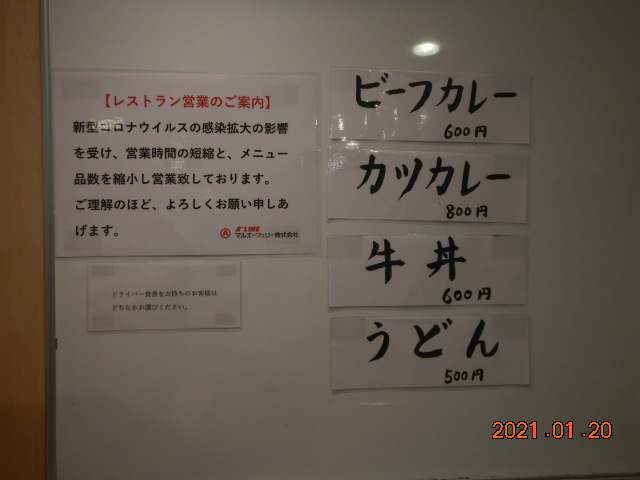 【レストラン営業のご案内】
新型コロナウイルスの感染拡大の影響
を受け、営業時間の短縮と、メニュー
品数を縮小し営業致しております。
ご理解のほど、よろしくお願い申しあ
げます。
A"LINE
マルエーフェリー株式会社
ドライバー食券をお持ちのお客様は
どちらかお選びください。
ビーフカレー
600円
カツカレー
800円
牛丼
600円
うどん
500円
2021.01.20